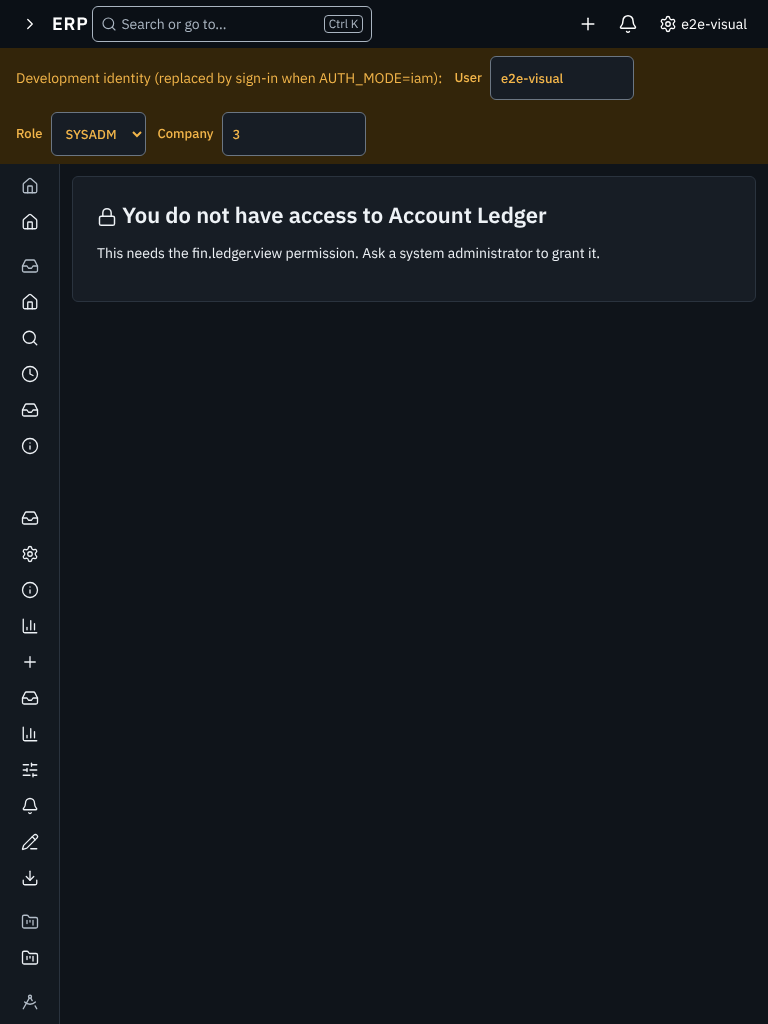 ERP
Search or go to...
Ctrl K
e2e-visual
Development identity (replaced by sign-in when AUTH_MODE=iam):
User
e2e-visual
Role
SYSADM
Company
3
You do not have access to Account Ledger
This needs the fin.ledger.view permission. Ask a system administrator to grant it.